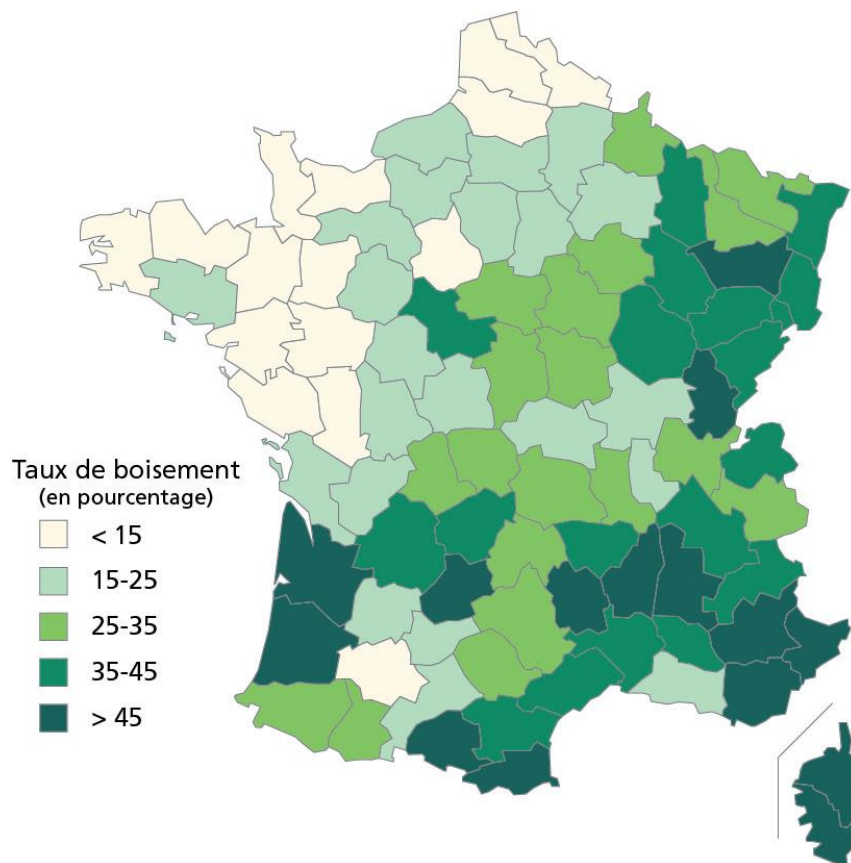 Taux de boisement
(en pourcentage)
< 15
15-25
25-35
35-45
> 45